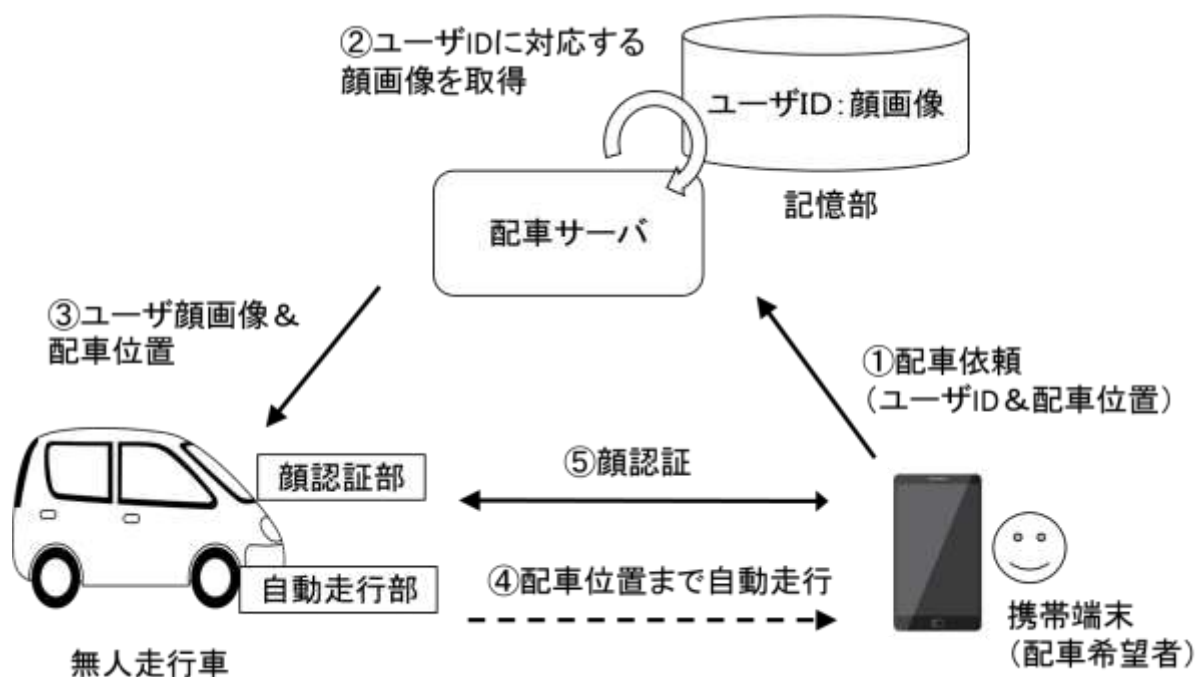 ②ユーザIDに対応する
顔画像を取得
ユーザID：顔画像
記憶部
配車サーバ
③ユーザ顔画像＆
配車位置
①配車依頼
（ユーザID＆配車位置）
顔認証部
⑤顔認証
自動走行部
④配車位置まで自動走行
無人走行車
携帯端末
（配車希望者）